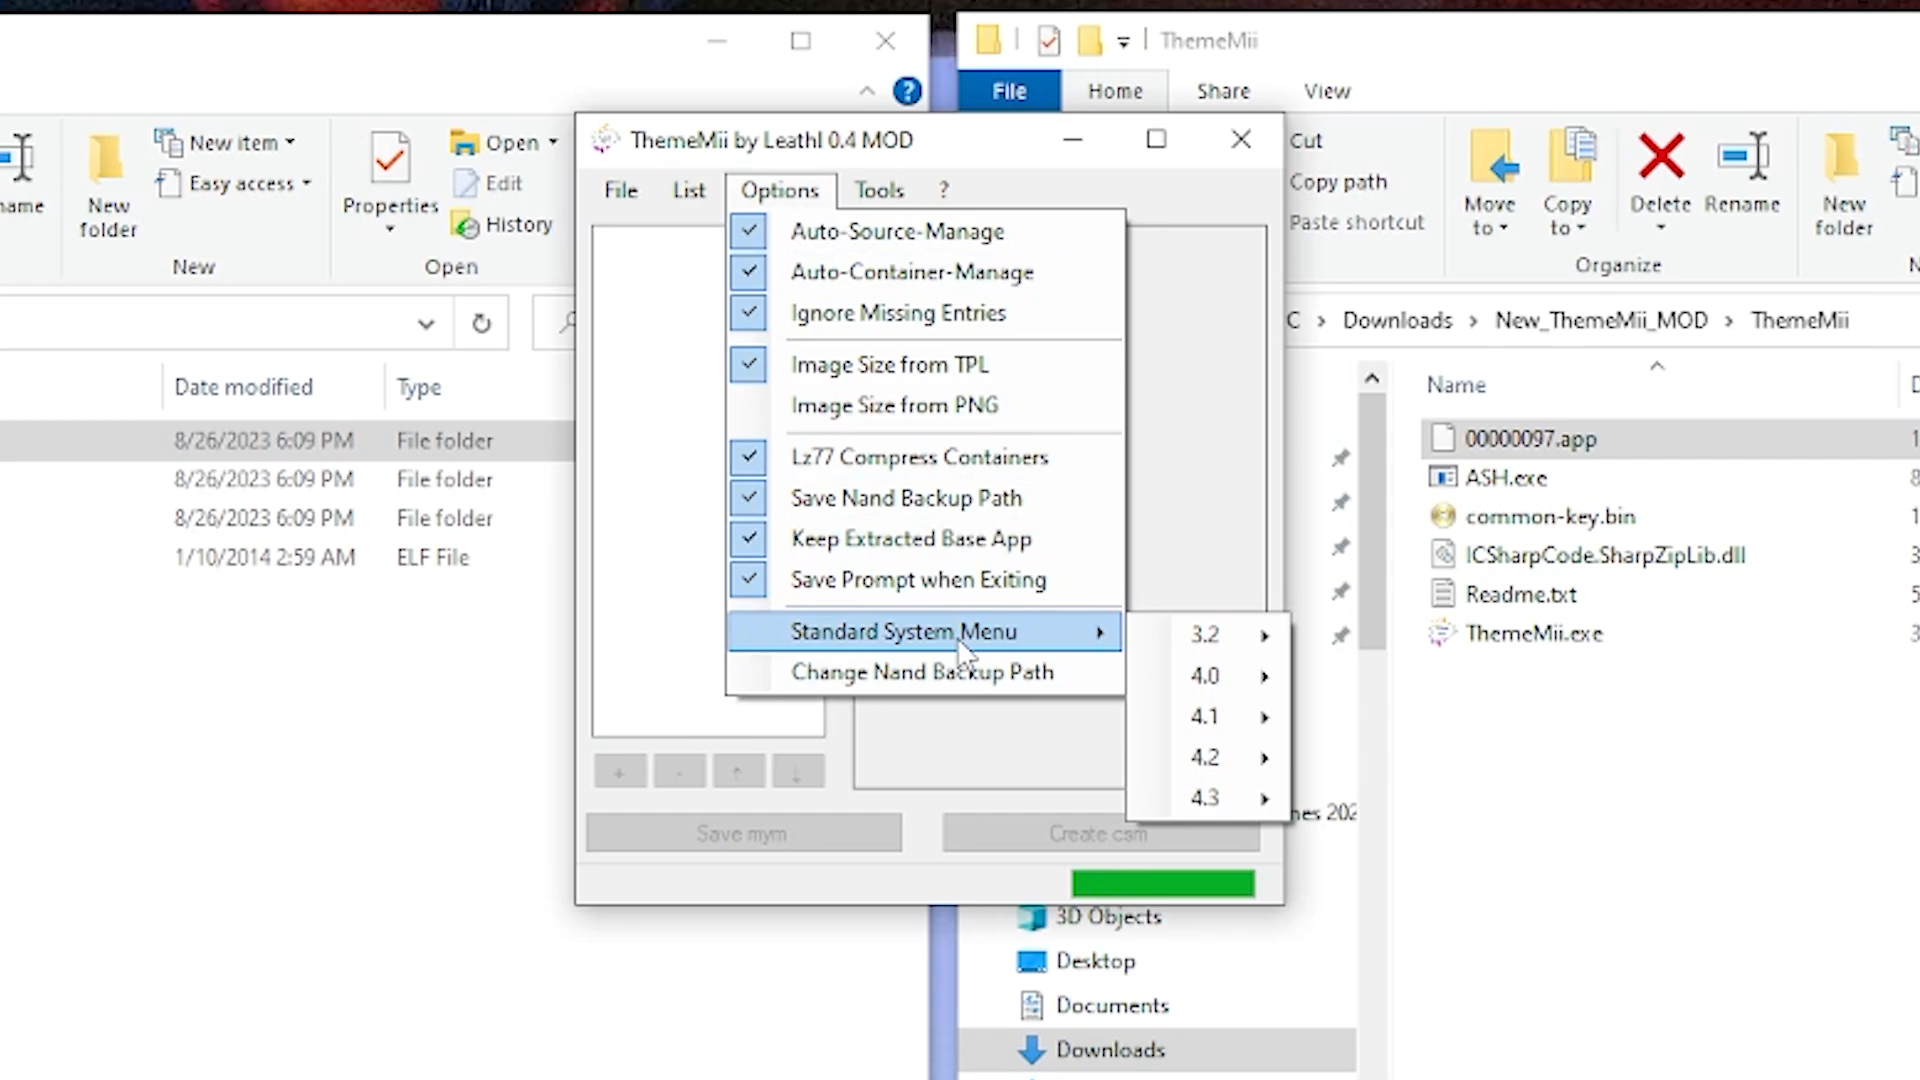 ThemeMii
File
Home
Share
View
New item
Easy access
New
folder
New
Properties
Open
Edit
History
Open
ThemeMii by Leathl 0.4 MOD
File
List
Options
Tools
?
Auto-Source-Manage
Auto-Container-Manage
Ignore Missing Entries
Image Size from TPL
Image Size from PNG
Lz77 Compress Containers
Save Nand Backup Path
Keep Extracted Base App
Save Prompt when Exiting
Standard System Menu
Change Nand Backup Path
3.2
4.0
4.1
4.2
4.3
+
-
↑
↓
Save mym
Create csm
Cut
Copy path
Paste shortcut
Move
to
Copy
to
Delete
Rename
New
folder
Organize
C > Downloads > New_ThemeMii_MOD > ThemeMii
Date modified
Type
8/26/2023 6:09 PM File folder
8/26/2023 6:09 PM File folder
8/26/2023 6:09 PM File folder
1/10/2014 2:59 AM ELF File
Name
00000097.app
ASH.exe
common-key.bin
ICSharpCode.SharpZipLib.dll
Readme.txt
ThemeMii.exe
3D Objects
Desktop
Documents
Downloads